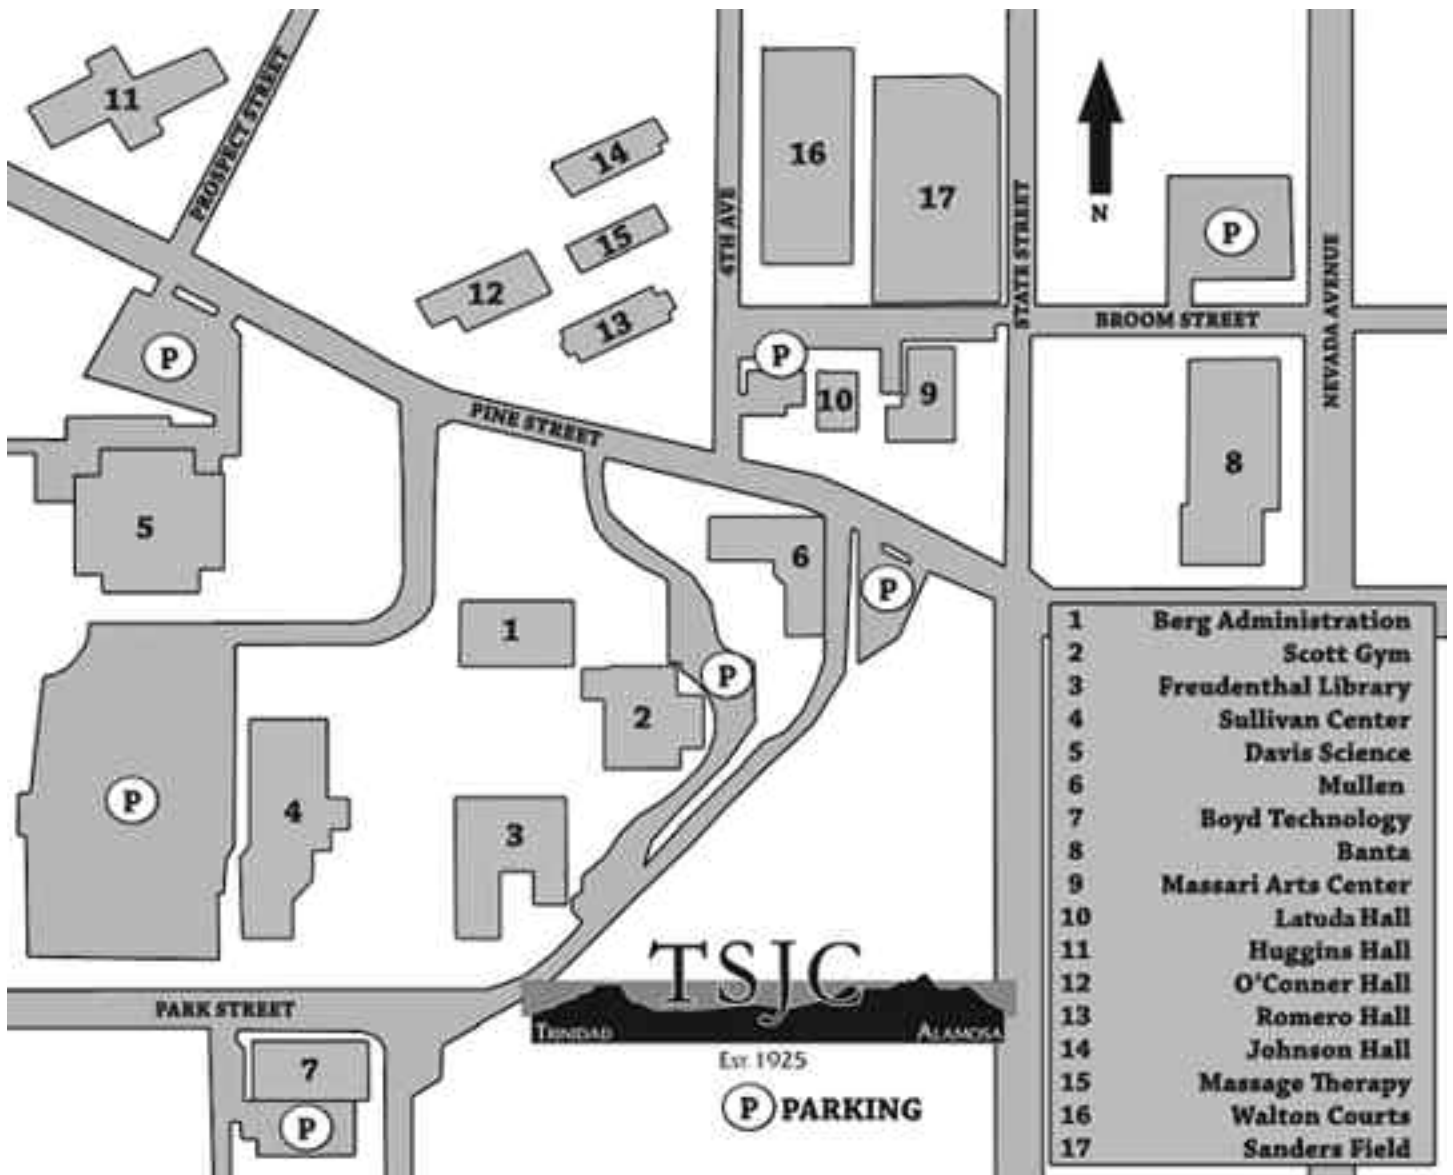 11
PROSPECT STREET
14
16
17
15
12
13
4TH AVE
STATE STREET
N
P
NEVADA AVENUE
BROOM STREET
P
P
10
9
PINE STREET
8
5
6
P
1
P
2
P
4
3
PARK STREET
7
P
TSJC
TRINIDAD
ALAMOSA
EST. 1925
P PARKING
1 Berg Administration
2 Scott Gym
3 Freudenthal Library
4 Sullivan Center
5 Davis Science
6 Mullen
7 Boyd Technology
8 Banta
9 Massari Arts Center
10 Latuda Hall
11 Huggins Hall
12 O'Conner Hall
13 Romero Hall
14 Johnson Hall
15 Massage Therapy
16 Walton Courts
17 Sanders Field